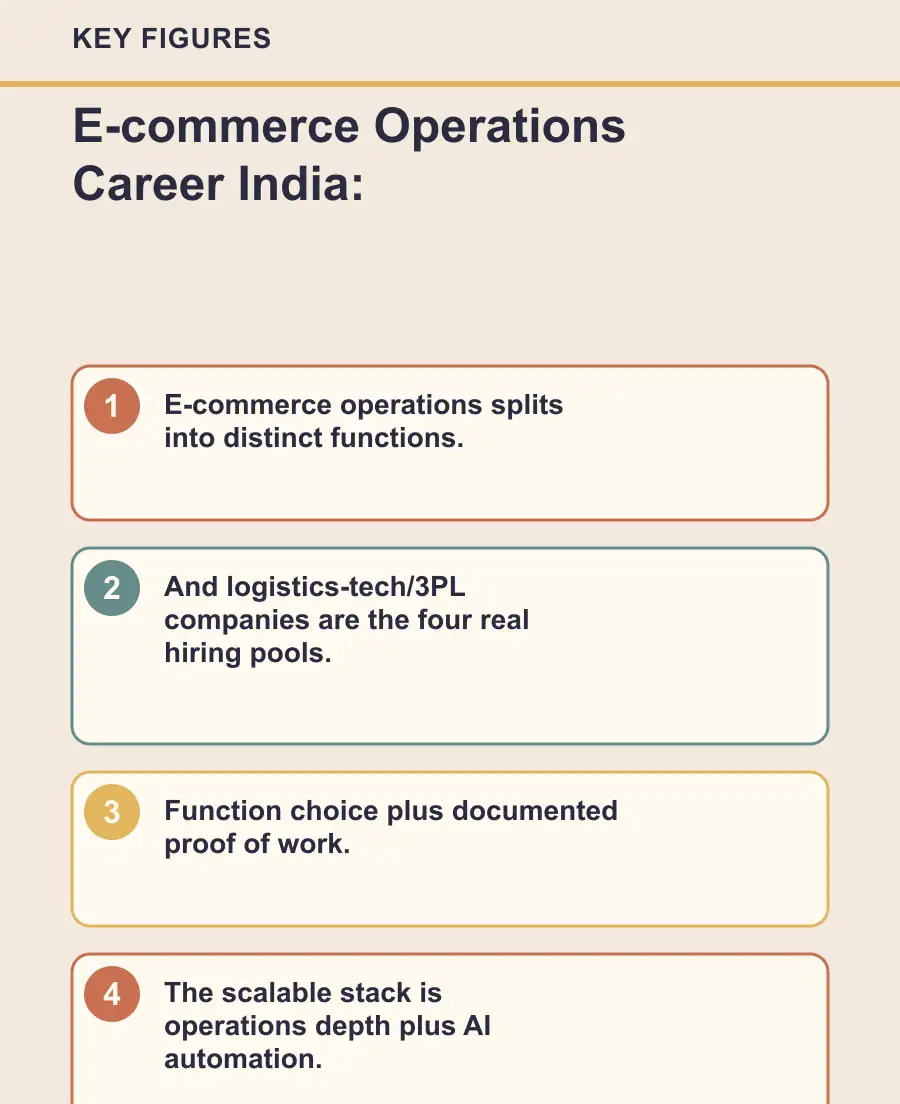 KEY FIGURES
E-commerce Operations
Career India:
1
E-commerce operations splits
into distinct functions.
2
And logistics-tech/3PL
companies are the four real
hiring pools.
3
Function choice plus documented
proof of work.
4
The scalable stack is
operations depth plus AI
automation.